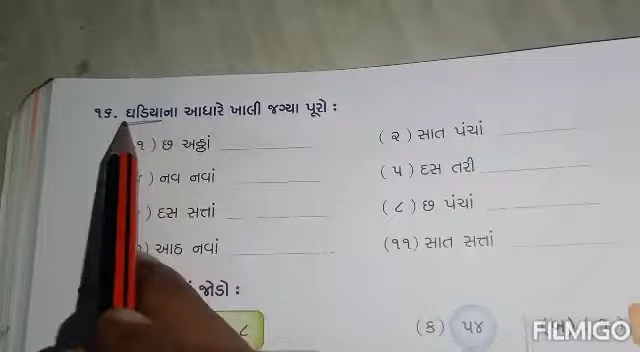 ૧૬. ઘડિયાના આધારે ખાલી જગ્યા પૂરો :
૧) છ અઠ્ઠાં (૨) સાત પંચાં
) નવ નવાં (૫) દસ તરી
) દસ સત્તાં (૮) છ પંચાં
) આઠ નવાં (૧૧) સાત સત્તાં
જોડો :
૮ (ક) ૫૪
FILMIGO